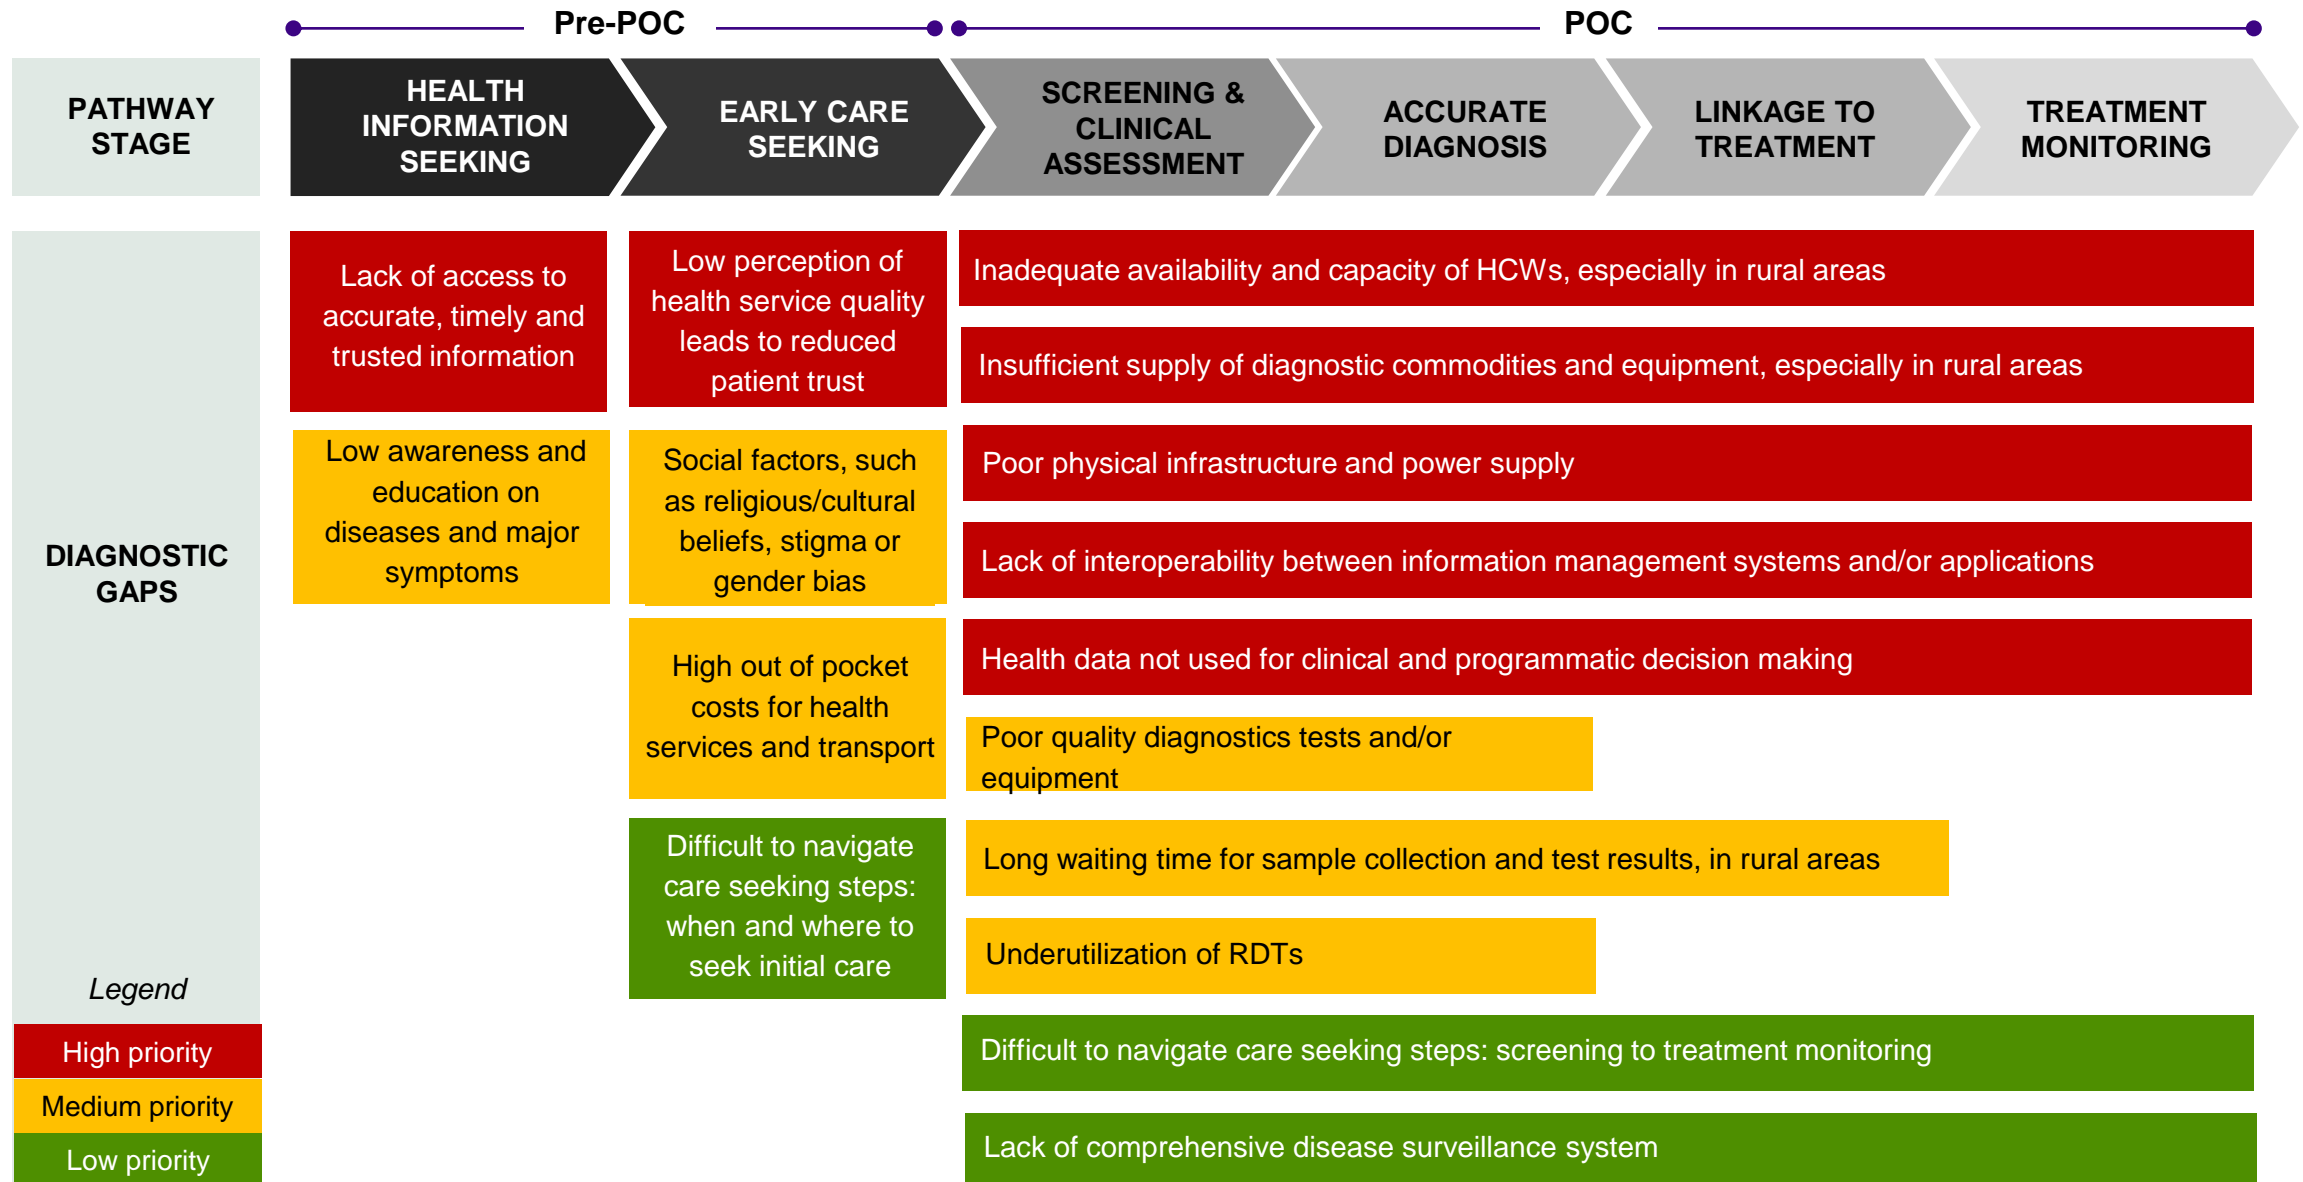 Pre-POC
POC
PATHWAY
STAGE
HEALTH
INFORMATION
SEEKING
EARLY CARE
SEEKING
SCREENING &
CLINICAL
ASSESSMENT
ACCURATE
DIAGNOSIS
LINKAGE TO
TREATMENT
TREATMENT
MONITORING
DIAGNOSTIC
GAPS
Lack of access to
accurate, timely and
trusted information
Low awareness and
education on
diseases and major
symptoms
Low perception of
health service quality
leads to reduced
patient trust
Social factors, such
as religious/cultural
beliefs, stigma or
gender bias
High out of pocket
costs for health
services and transport
Difficult to navigate
care seeking steps:
when and where to
seek initial care
Inadequate availability and capacity of HCWs, especially in rural areas
Insufficient supply of diagnostic commodities and equipment, especially in rural areas
Poor physical infrastructure and power supply
Lack of interoperability between information management systems and/or applications
Health data not used for clinical and programmatic decision making
Poor quality diagnostics tests and/or
equipment
Long waiting time for sample collection and test results, in rural areas
Underutilization of RDTs
Difficult to navigate care seeking steps: screening to treatment monitoring
Lack of comprehensive disease surveillance system
Legend
High priority
Medium priority
Low priority